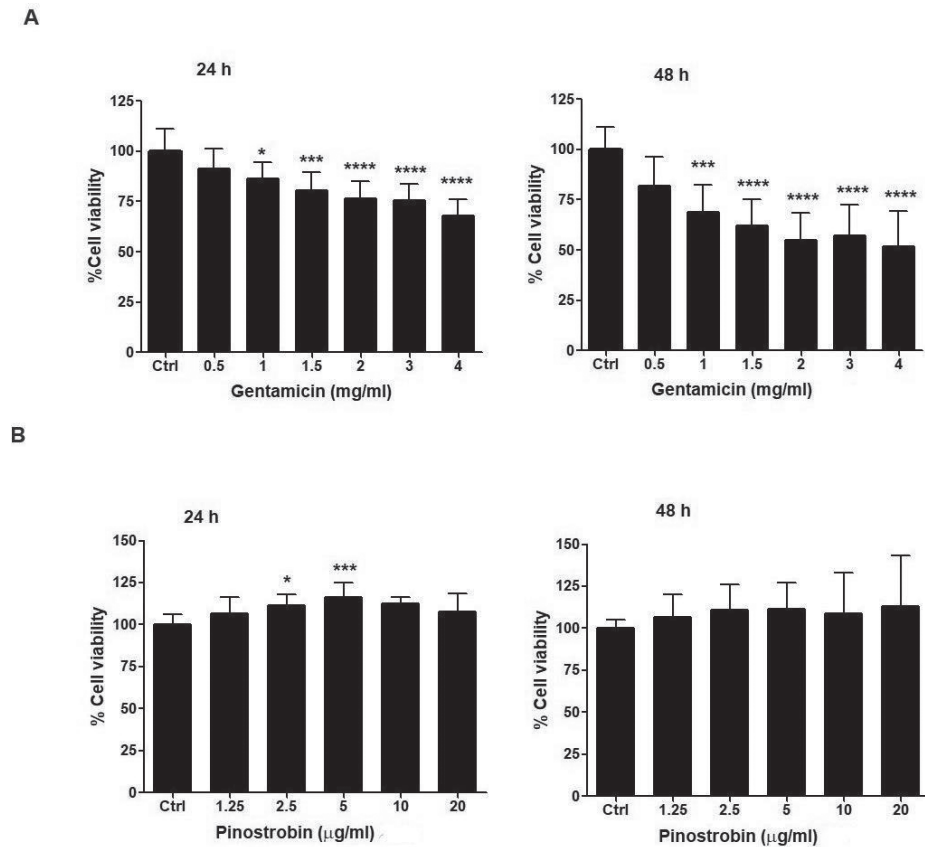 A
24 h
48 h
125
100
75
50
25
0
%Cell viability
*
***
****
****
****
Ctrl 0.5 1 1.5 2 3 4
Gentamicin (mg/ml)
125
100
75
50
25
0
% Cell viability
***
****
****
****
****
Ctrl 0.5 1 1.5 2 3 4
Gentamicin (mg/ml)
B
24 h
48 h
150
125
100
75
50
25
0
% Cell viability
*
***
Ctrl 1.25 2.5 5 10 20
Pinostrobin (μg/ml)
150
125
100
75
50
25
0
% Cell viability
Ctrl 1.25 2.5 5 10 20
Pinostrobin (μg/ml)